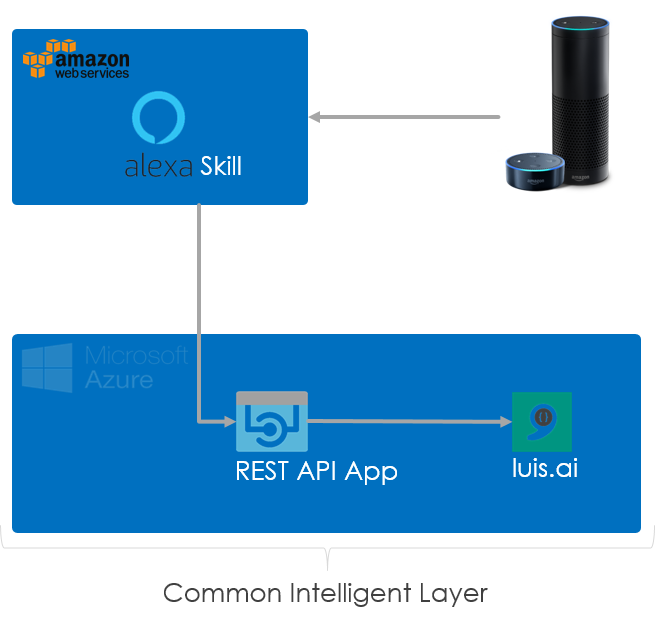 amazon
web services
alexa Skill
amazon
amazon
Microsoft
Azure
REST API App
luis.ai
Common Intelligent Layer